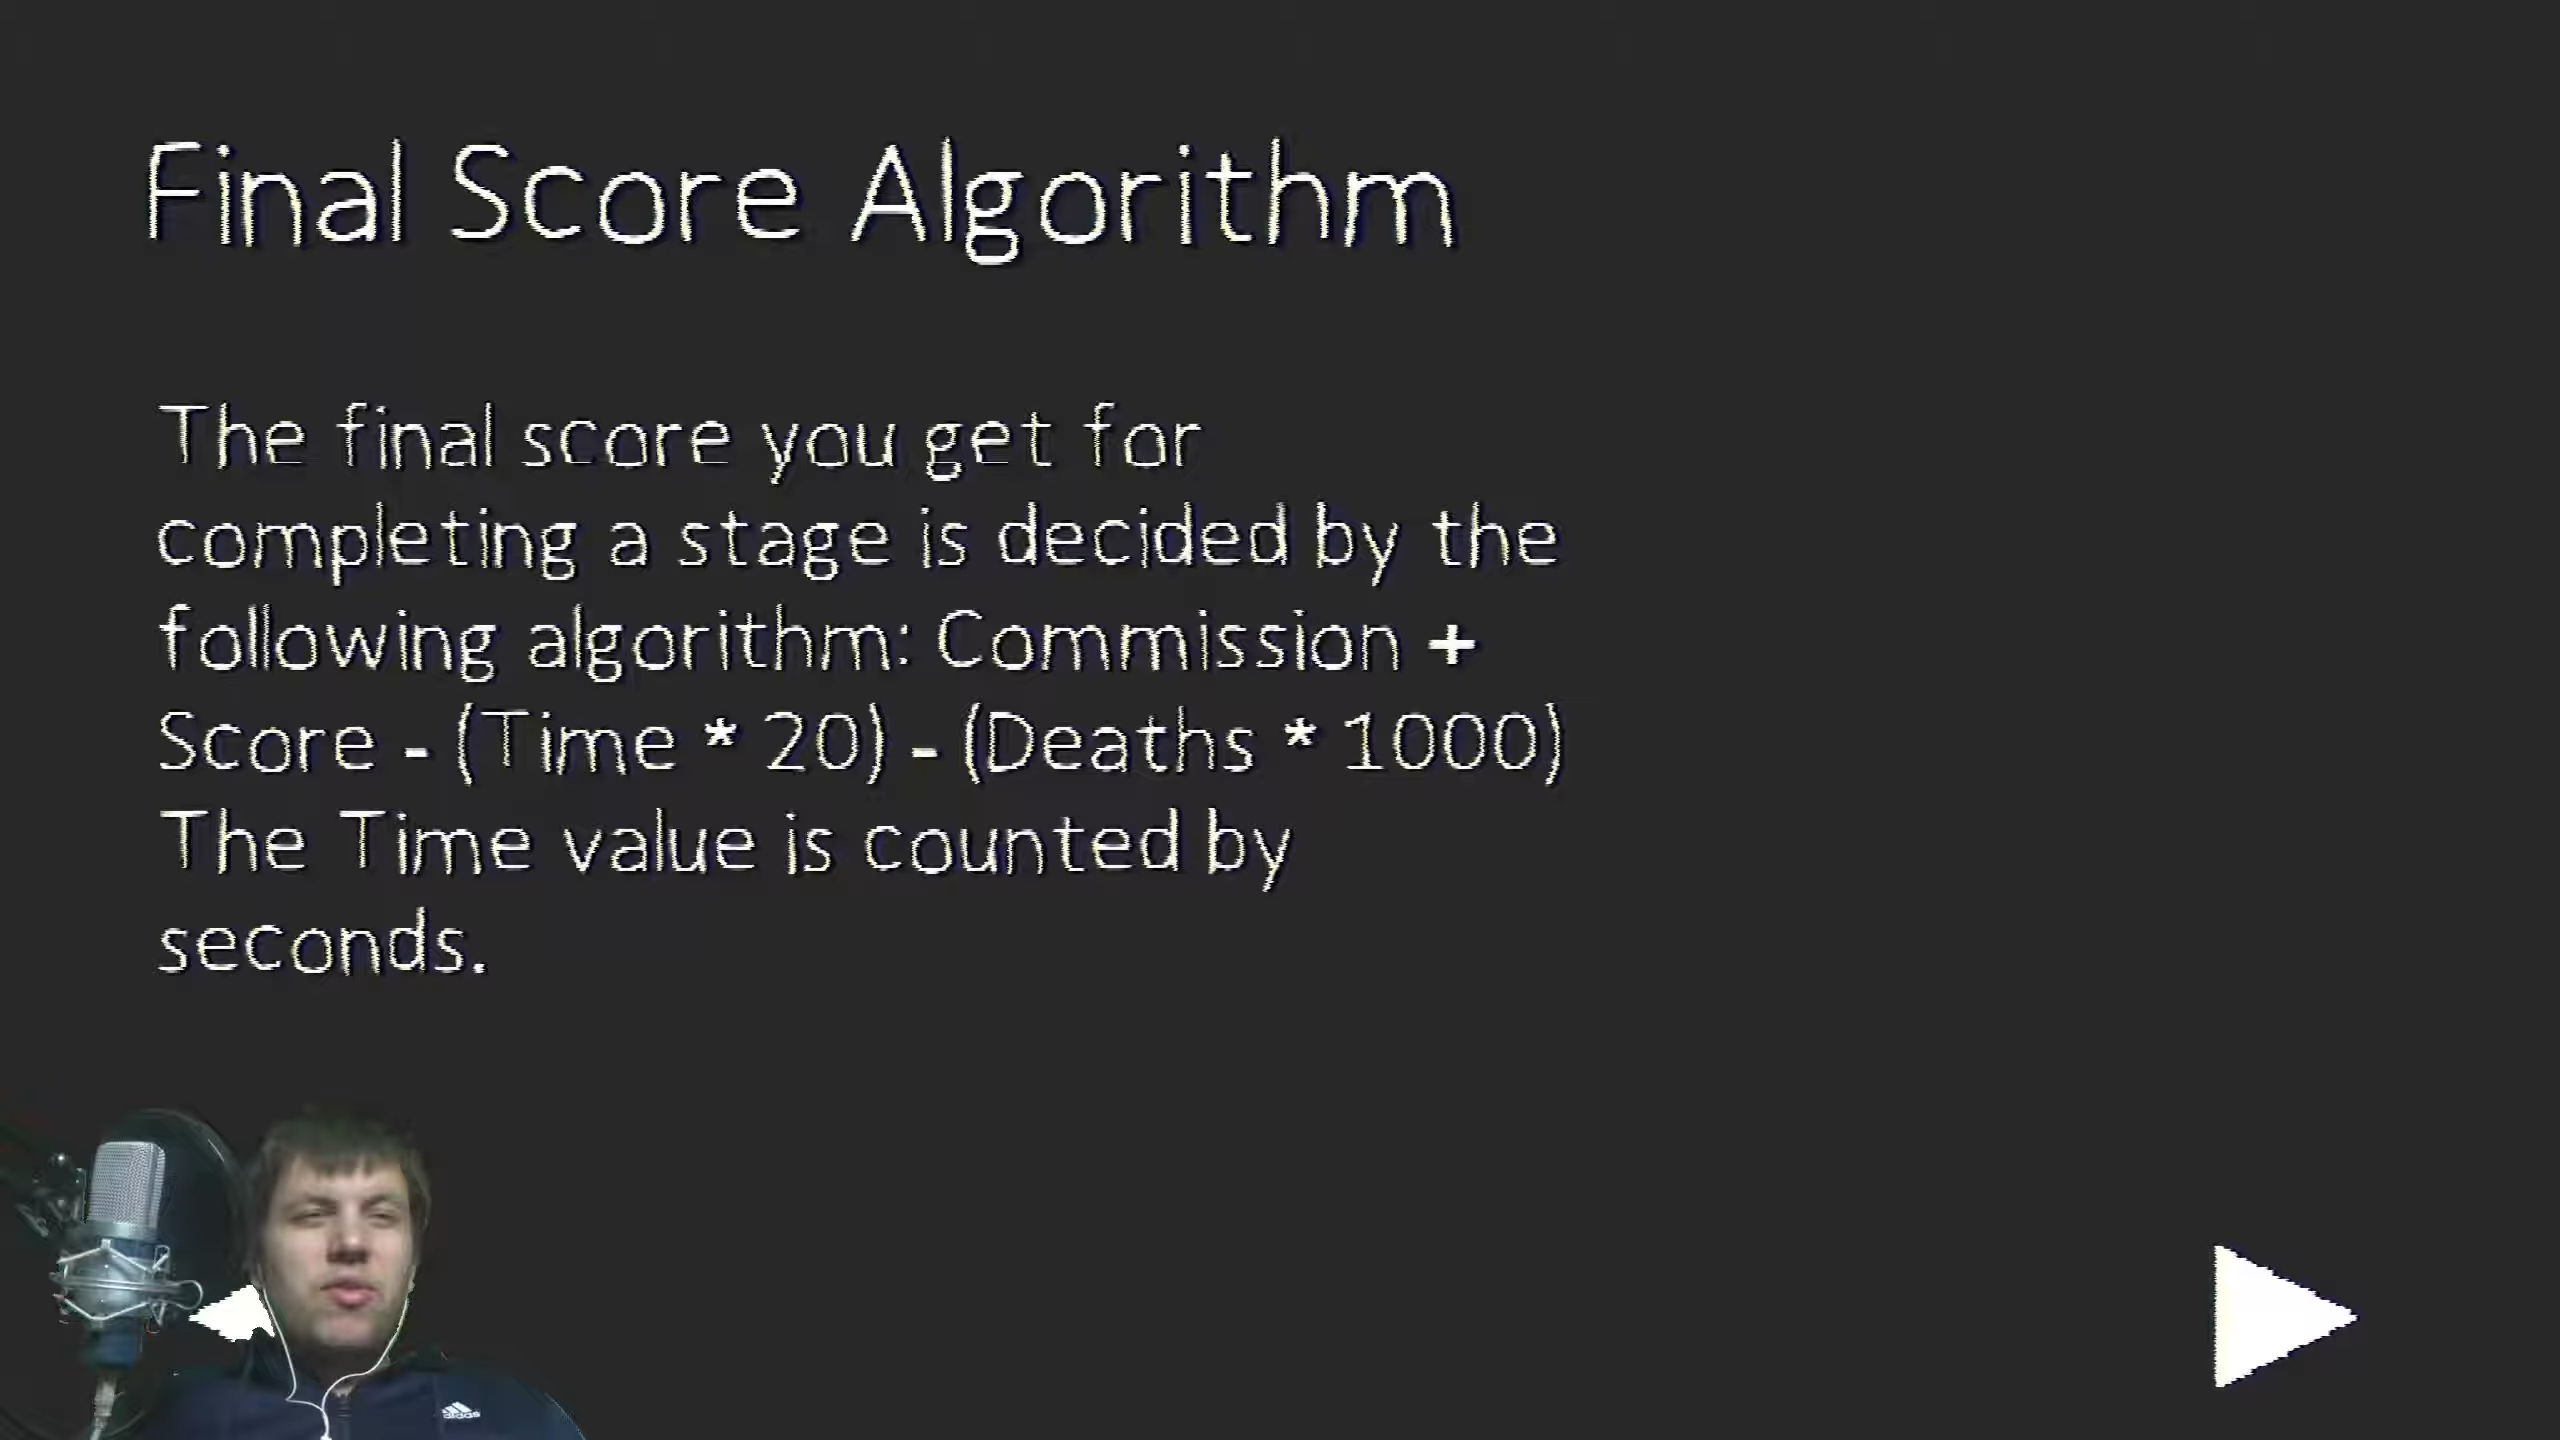 Final Score Algorithm
The final score you get for
completing a stage is decided by the
following algorithm: Commission +
Score - (Time * 20) - (Deaths * 1000)
The Time value is counted by
seconds.
adidas